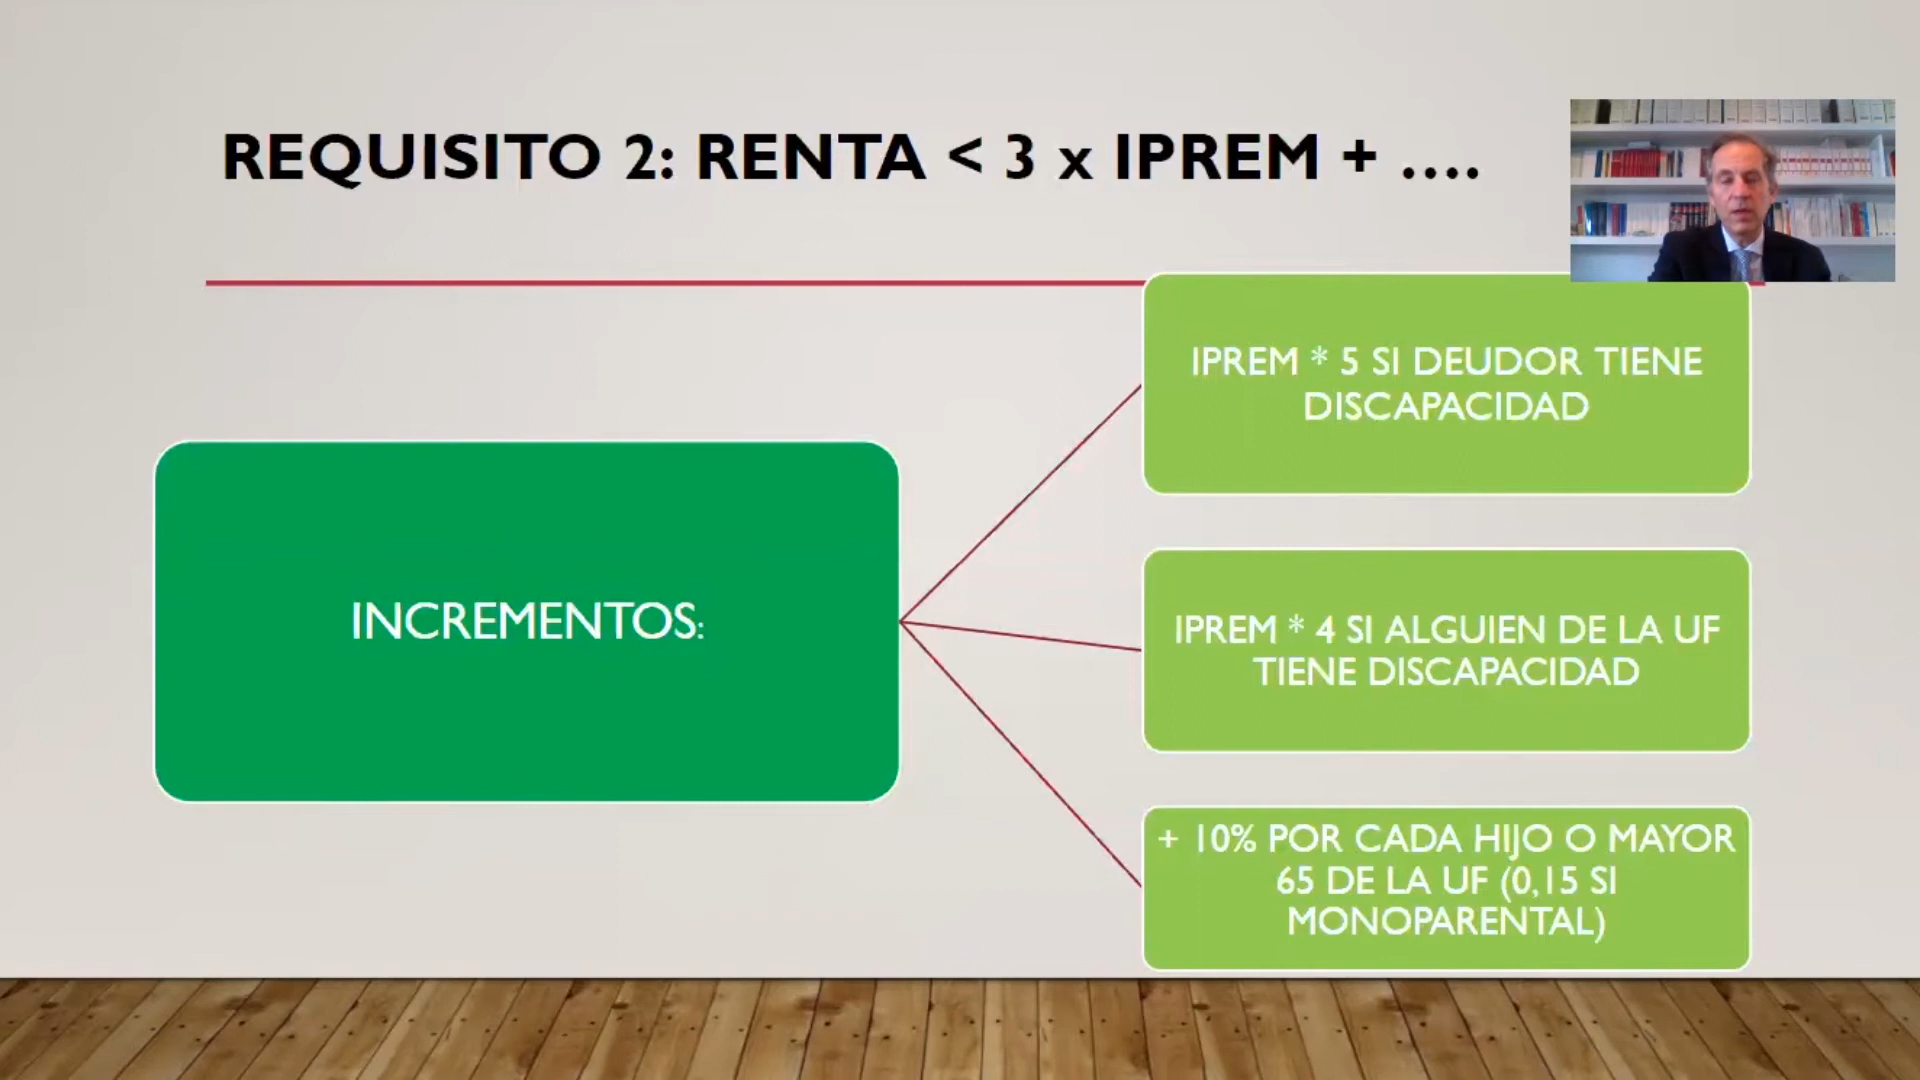 REQUISITO 2: RENTA < 3 x IPREM + ....
INCREMENTOS:
IPREM * 5 SI DEUDOR TIENE
DISCAPACIDAD
IPREM * 4 SI ALGUIEN DE LA UF
TIENE DISCAPACIDAD
+ 10% POR CADA HIJO O MAYOR
65 DE LA UF (0,15 SI
MONOPARENTAL)